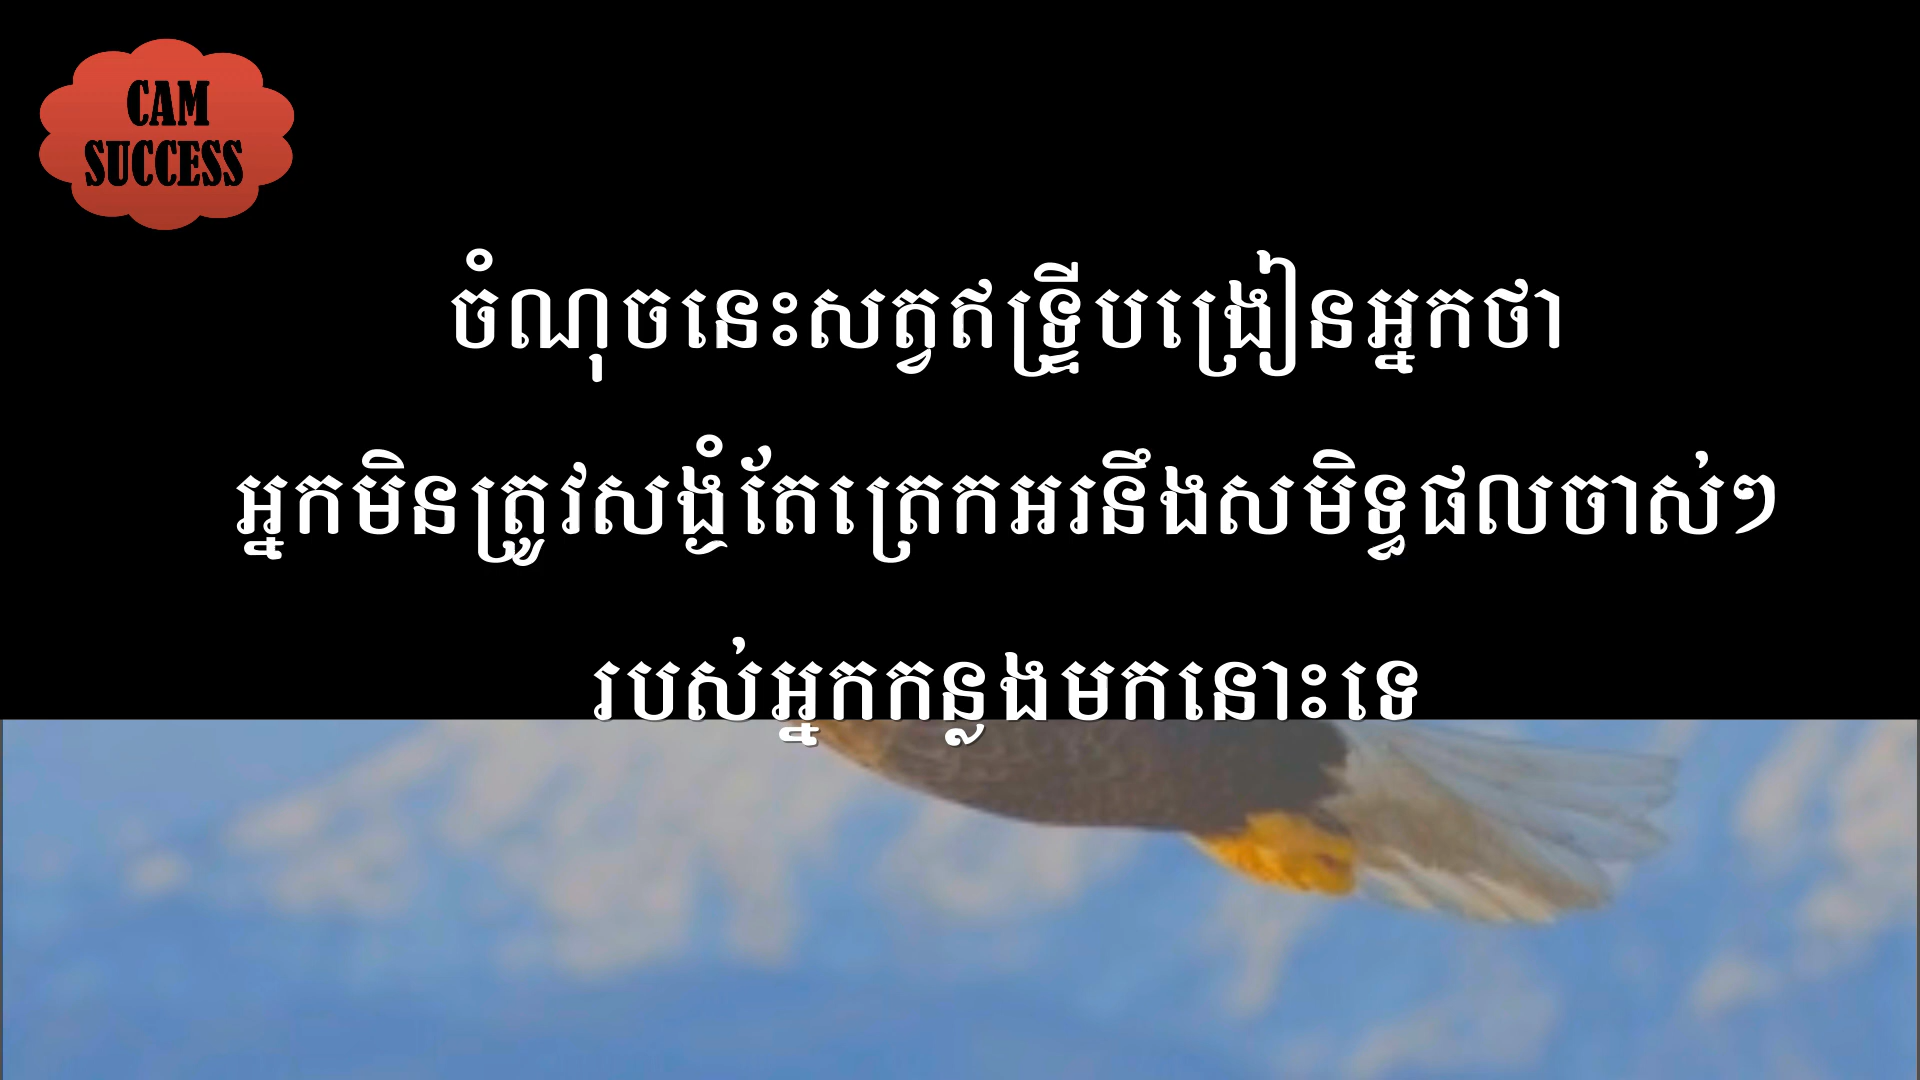 CAM
SUCCESS
ចំណុចនេះសត្វឥទ្ទ្រីបង្រៀនអ្នកថា
អ្នកមិនត្រូវសង្ងំតែត្រេកអរនឹងសមិទ្ធផលចាស់ៗ
របស់អ្នកកន្លងមកនោះទេ